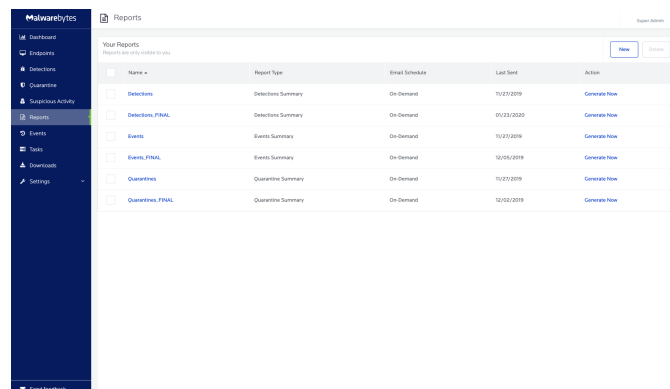 Malwarebytes
Reports
Super Admin
Dashboard
Endpoints
Detections
Quarantine
Suspicious Activity
Reports
Events
Tasks
Downloads
Settings
Send feedback
Your Reports
Reports are only visible to you.
New
Delete
Name
Report Type
Email Schedule
Last Sent
Action
Detections Detections Summary On-Demand 11/27/2019 Generate Now
Detections_FINAL Detections Summary On-Demand 01/23/2020 Generate Now
Events Events Summary On-Demand 11/27/2019 Generate Now
Events_FINAL Events Summary On-Demand 12/05/2019 Generate Now
Quarantines Quarantine Summary On-Demand 11/27/2019 Generate Now
Quarantines_FINAL Quarantine Summary On-Demand 12/02/2019 Generate Now